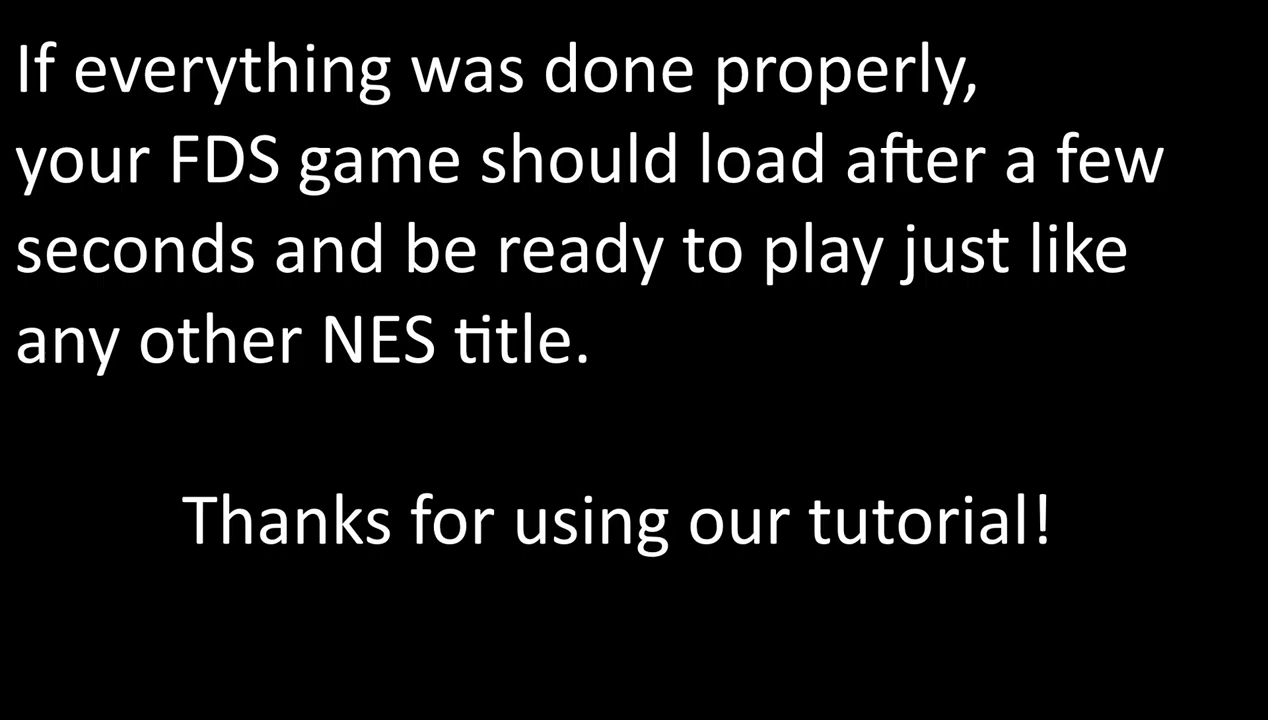 If everything was done properly,
your FDS game should load after a few
seconds and be ready to play just like
any other NES title.
Thanks for using our tutorial!